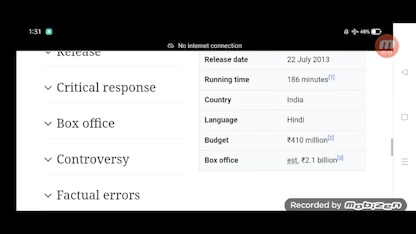 1:51
48%
No internet connection
Release
Release date 22 July 2013
Running time 186 minutes[1]
Critical response
Country India
Language Hindi
Box office
Budget ₹410 million[2]
Box office est. ₹2.1 billion[3]
Controversy
Factual errors
Recorded by MOBIZEN